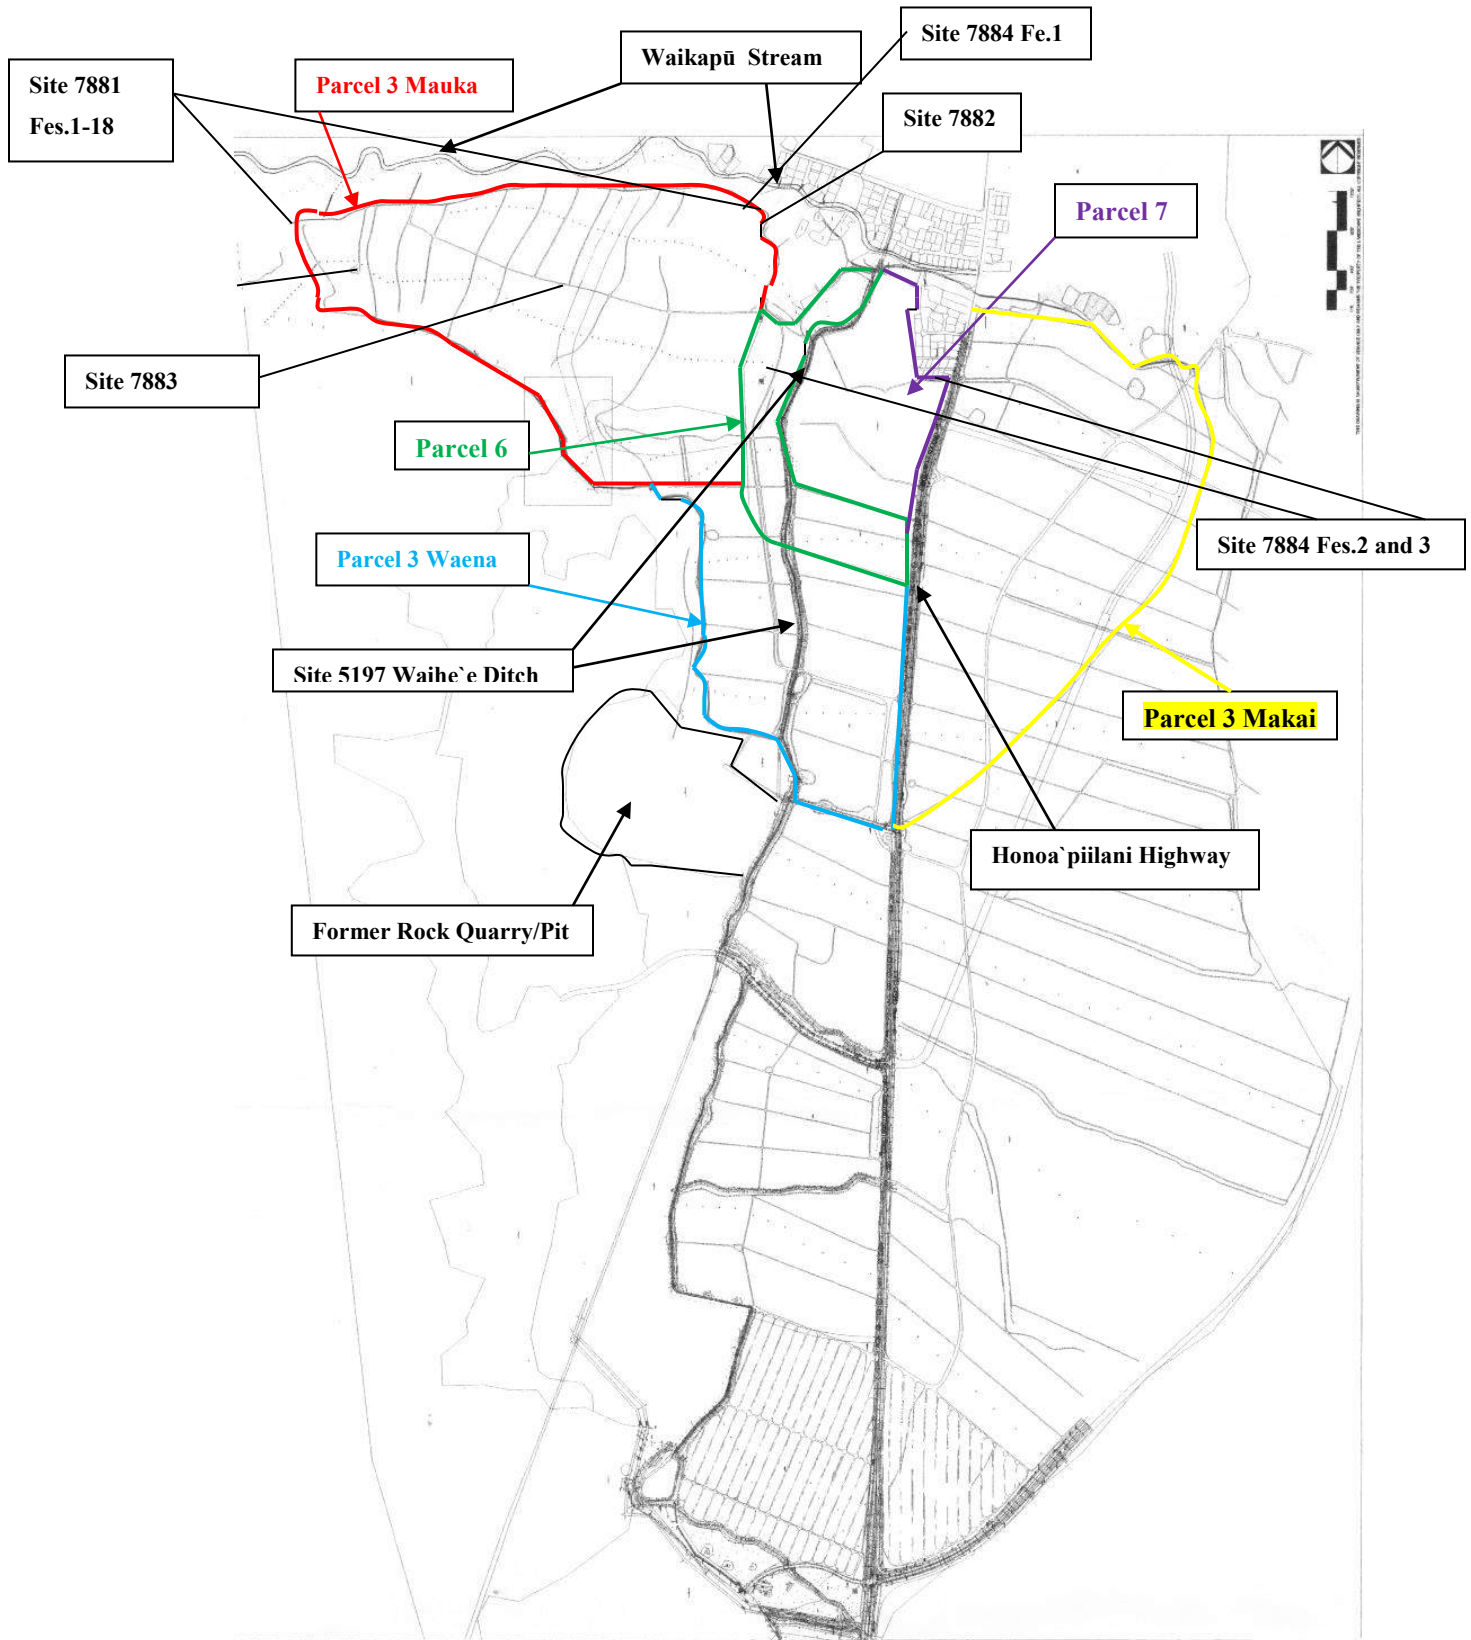 Site 7884 Fe.1
Waikapū Stream
Site 7881
Fes.1-18
Parcel 3 Mauka
Site 7882
Parcel 7
Site 7883
Parcel 6
Site 7884 Fes.2 and 3
Parcel 3 Waena
Site 5197 Waihe`e Ditch
Parcel 3 Makai
Honoa`piilani Highway
Former Rock Quarry/Pit